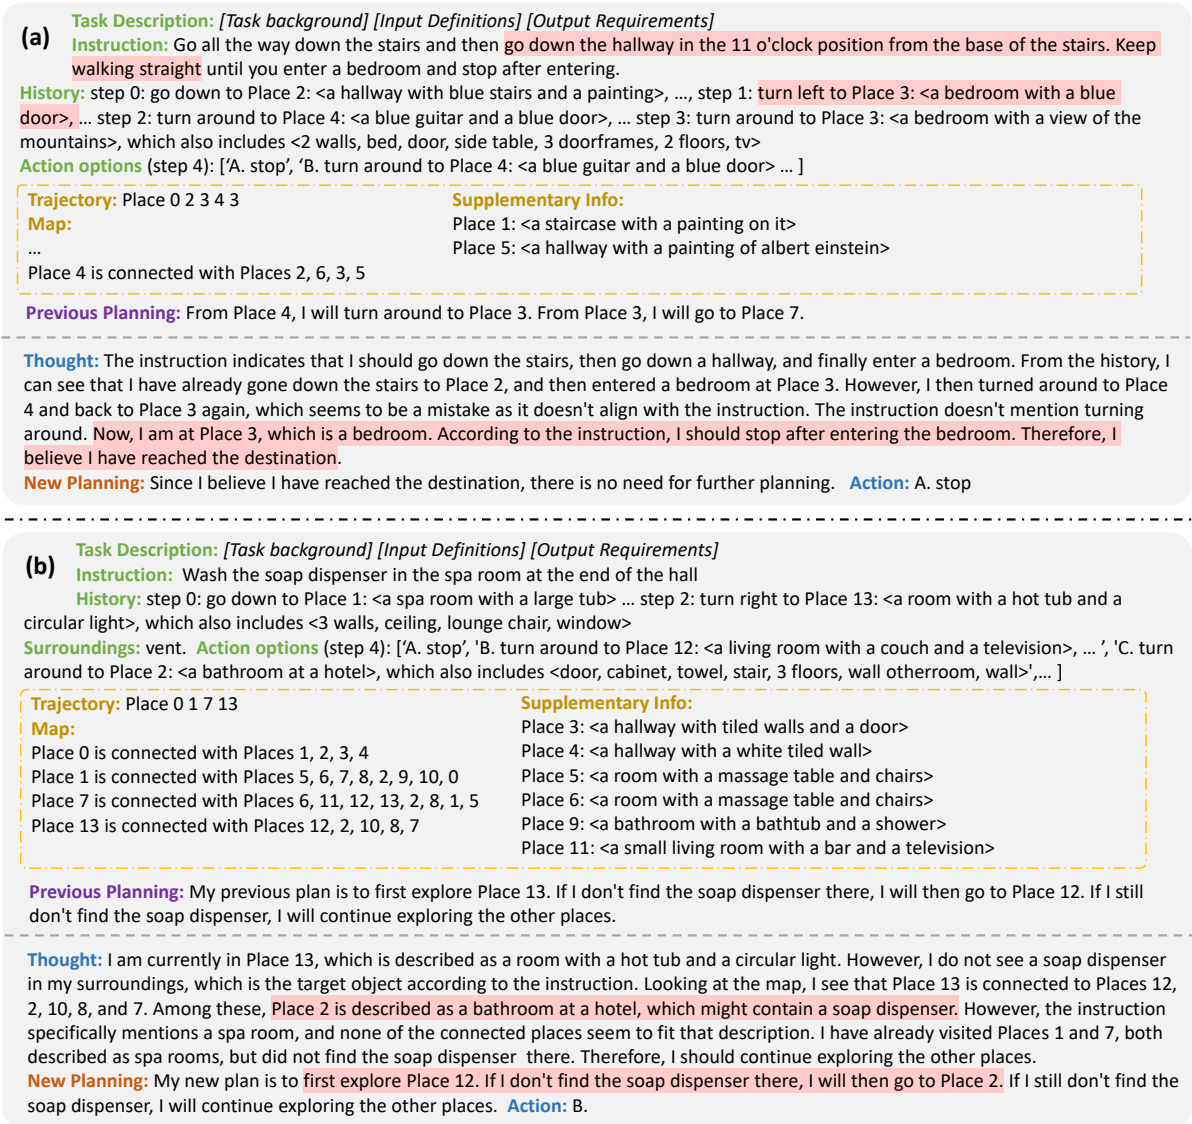 (a)
Task Description: [Task background] [Input Definitions] [Output Requirements]
Instruction: Go all the way down the stairs and then go down the hallway in the 11 o'clock position from the base of the stairs. Keep
walking straight until you enter a bedroom and stop after entering.
History: step 0: go down to Place 2: <a hallway with blue stairs and a painting>, ..., step 1: turn left to Place 3: <a bedroom with a blue
door>, ... step 2: turn around to Place 4: <a blue guitar and a blue door>, ... step 3: turn around to Place 3: <a bedroom with a view of the
mountains>, which also includes <2 walls, bed, door, side table, 3 doorframes, 2 floors, tv>
Action options (step 4): ['A. stop', 'B. turn around to Place 4: <a blue guitar and a blue door> ... ]
Trajectory: Place 0 2 3 4 3
Map:
...
Place 4 is connected with Places 2, 6, 3, 5
Supplementary Info:
Place 1: <a staircase with a painting on it>
Place 5: <a hallway with a painting of albert einstein>
Previous Planning: From Place 4, I will turn around to Place 3. From Place 3, I will go to Place 7.
Thought: The instruction indicates that I should go down the stairs, then go down a hallway, and finally enter a bedroom. From the history, I
can see that I have already gone down the stairs to Place 2, and then entered a bedroom at Place 3. However, I then turned around to Place
4 and back to Place 3 again, which seems to be a mistake as it doesn't align with the instruction. The instruction doesn't mention turning
around. Now, I am at Place 3, which is a bedroom. According to the instruction, I should stop after entering the bedroom. Therefore, I
believe I have reached the destination.
New Planning: Since I believe I have reached the destination, there is no need for further planning. Action: A. stop
(b)
Task Description: [Task background] [Input Definitions] [Output Requirements]
Instruction: Wash the soap dispenser in the spa room at the end of the hall
History: step 0: go down to Place 1: <a spa room with a large tub> ... step 2: turn right to Place 13: <a room with a hot tub and a
circular light>, which also includes <3 walls, ceiling, lounge chair, window>
Surroundings: vent. Action options (step 4): ['A. stop', 'B. turn around to Place 12: <a living room with a couch and a television>, ... ', 'C. turn
around to Place 2: <a bathroom at a hotel>, which also includes <door, cabinet, towel, stair, 3 floors, wall otherroom, wall>',... ]
Trajectory: Place 0 1 7 13
Map:
Place 0 is connected with Places 1, 2, 3, 4
Place 1 is connected with Places 5, 6, 7, 8, 2, 9, 10, 0
Place 7 is connected with Places 6, 11, 12, 13, 2, 8, 1, 5
Place 13 is connected with Places 12, 2, 10, 8, 7
Supplementary Info:
Place 3: <a hallway with tiled walls and a door>
Place 4: <a hallway with a white tiled wall>
Place 5: <a room with a massage table and chairs>
Place 6: <a room with a massage table and chairs>
Place 9: <a bathroom with a bathtub and a shower>
Place 11: <a small living room with a bar and a television>
Previous Planning: My previous plan is to first explore Place 13. If I don't find the soap dispenser there, I will then go to Place 12. If I still
don't find the soap dispenser, I will continue exploring the other places.
Thought: I am currently in Place 13, which is described as a room with a hot tub and a circular light. However, I do not see a soap dispenser
in my surroundings, which is the target object according to the instruction. Looking at the map, I see that Place 13 is connected to Places 12,
2, 10, 8, and 7. Among these, Place 2 is described as a bathroom at a hotel, which might contain a soap dispenser. However, the instruction
specifically mentions a spa room, and none of the connected places seem to fit that description. I have already visited Places 1 and 7, both
described as spa rooms, but did not find the soap dispenser there. Therefore, I should continue exploring the other places.
New Planning: My new plan is to first explore Place 12. If I don't find the soap dispenser there, I will then go to Place 2. If I still don't find the
soap dispenser, I will continue exploring the other places. Action: B.